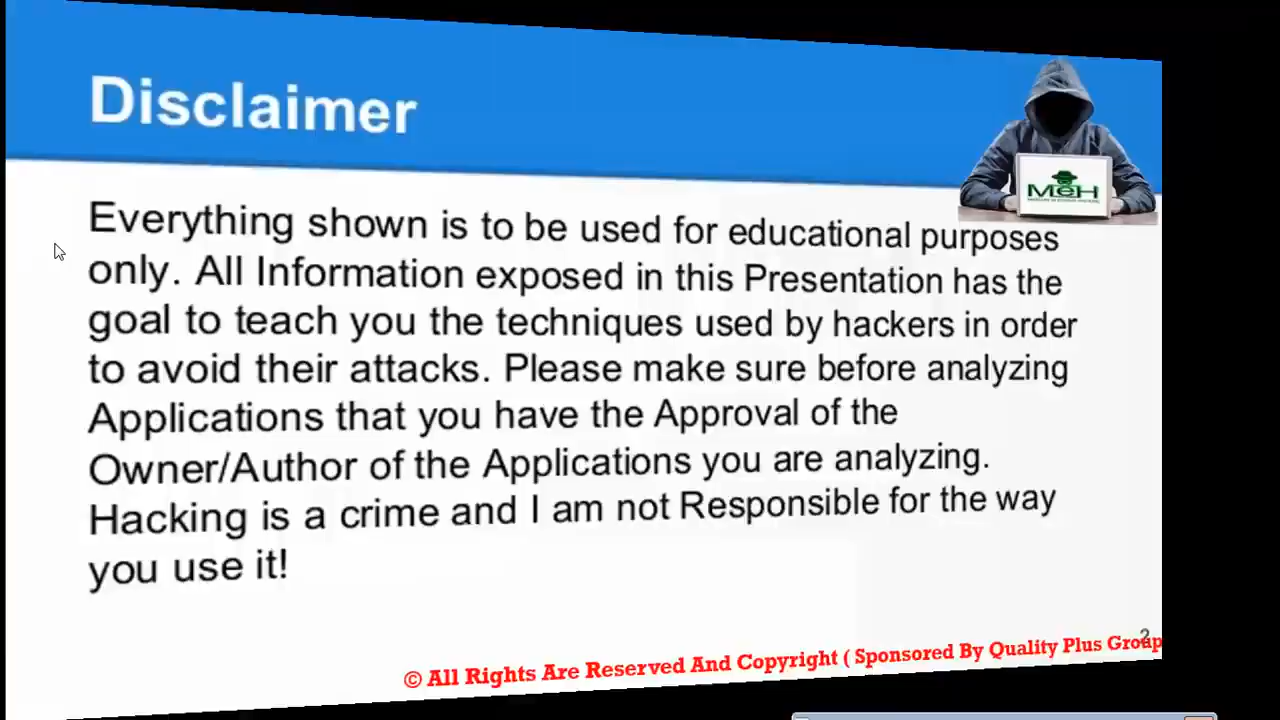 Disclaimer
MeH
Everything shown is to be used for educational purposes
only. All Information exposed in this Presentation has the
goal to teach you the techniques used by hackers in order
to avoid their attacks. Please make sure before analyzing
Applications that you have the Approval of the
Owner/Author of the Applications you are analyzing.
Hacking is a crime and I am not Responsible for the way
you use it!
2
© All Rights Are Reserved And Copyright ( Sponsored By Quality Plus Group